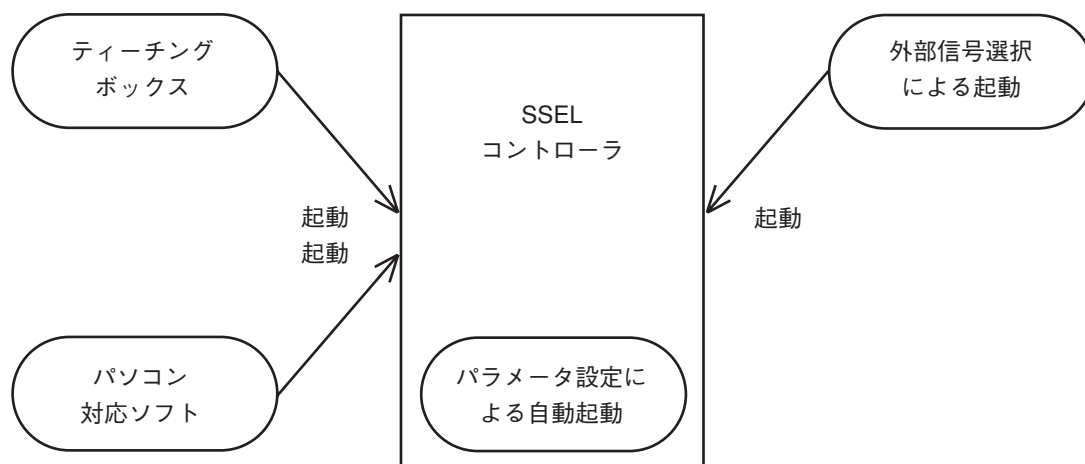 ティーチング
ボックス
SSEL
コントローラ
外部信号選択
による起動
起動
起動
起動
パソコン
対応ソフト
パラメータ設定に
よる自動起動